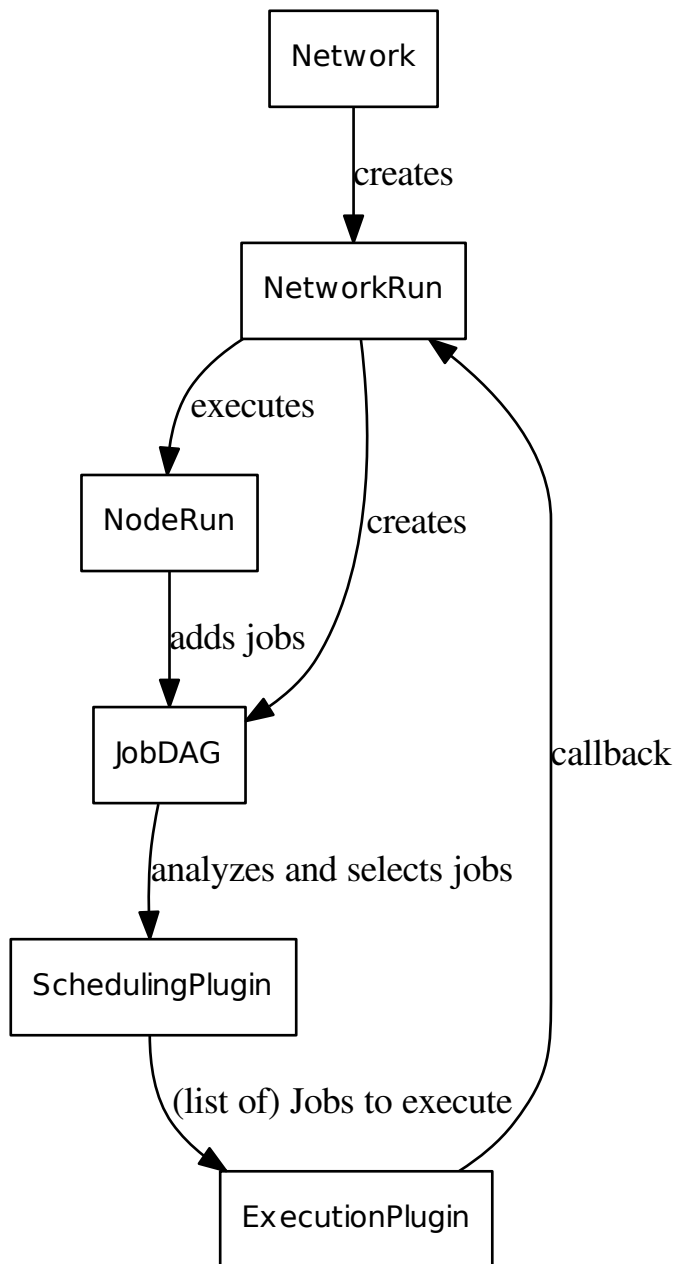 Network
creates
NetworkRun
executes
NodeRun
creates
adds jobs
JobDAG
callback
analyzes and selects jobs
SchedulingPlugin
(list of) Jobs to execute
ExecutionPlugin